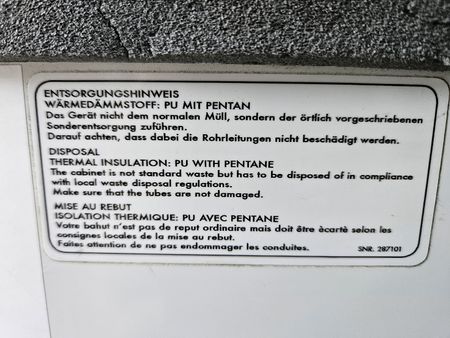 ENTSORGUNGSHINWEIS
WÄRMEDÄMMSTOFF: PU MIT PENTAN
Das Gerät nicht dem normalen Müll, sondern der örtlich vorgeschriebenen
Sonderentsorgung zuführen.
Darauf achten, dass dabei die Rohrleitungen nicht beschädigt werden.
DISPOSAL
THERMAL INSULATION: PU WITH PENTANE
The cabinet is not standard waste but has to be disposed of in compliance
with local waste disposal regulations.
Make sure that the tubes are not damaged.
MISE AU REBUT
ISOLATION THERMIQUE: PU AVEC PENTANE
Votre bahut n'est pas de reput ordinaire mais doit être ècartè selon les
consignes locales de la mise au rebut.
Faites attention de ne pas endommager les conduites.
SNR. 287101